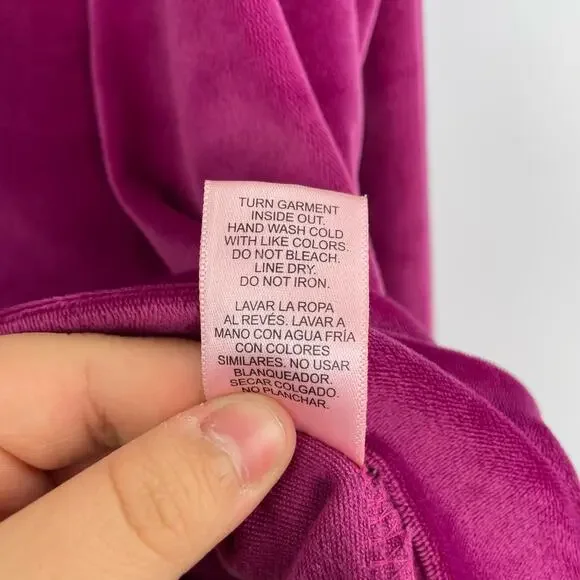 TURN GARMENT
INSIDE OUT.
HAND WASH COLD
WITH LIKE COLORS.
DO NOT BLEACH.
LINE DRY.
DO NOT IRON.
LAVAR LA ROPA
AL REVÉS. LAVAR A
MANO CON AGUA FRÍA
CON COLORES
SIMILARES. NO USAR
BLANQUEADOR.
SECAR COLGADO.
NO PLANCHAR.